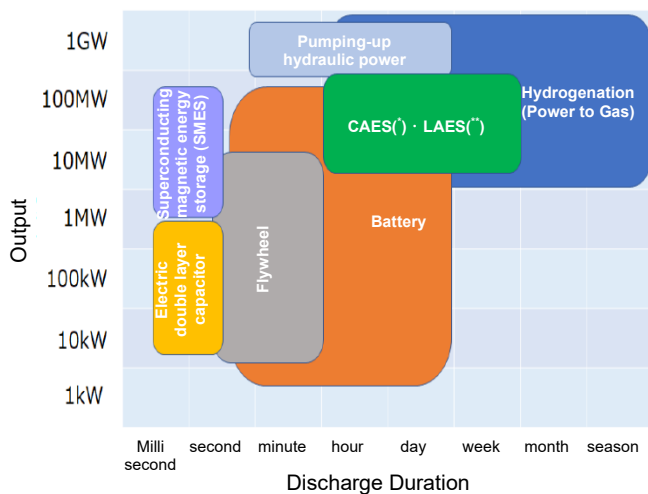 1GW
100MW
10MW
1MW
100kW
10kW
1kW
Output
Pumping-up
hydraulic power
Hydrogenation
(Power to Gas)
CAES(*)・LAES(**)
Superconducting
magnetic energy
storage (SMES)
Battery
Flywheel
Electric
double layer
capacitor
Milli
second
second
minute
hour
day
week
month
season
Discharge Duration